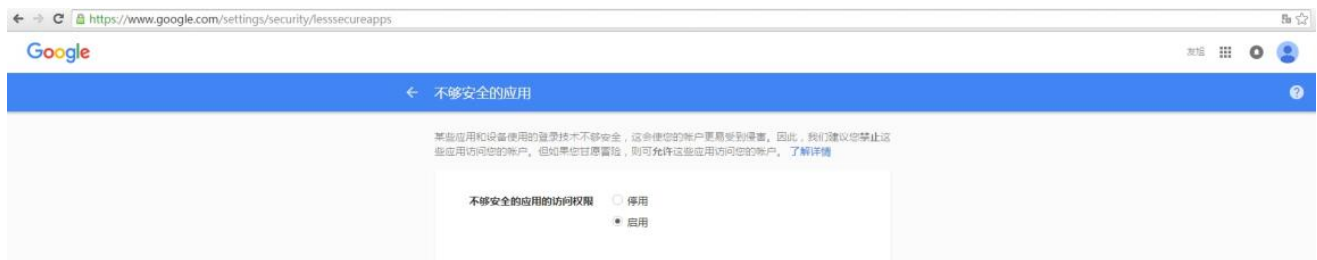 https://www.google.com/settings/security/lesssecureapps
Google
不够安全的应用
某些应用和设备使用的登录技术不够安全，这会使您的帐户更易受到侵害。因此，我们建议您禁止这
些应用访问您的帐户。但如果您甘愿冒险，则可允许这些应用访问您的帐户。 了解详情
不够安全的应用的访问权限 停用
启用